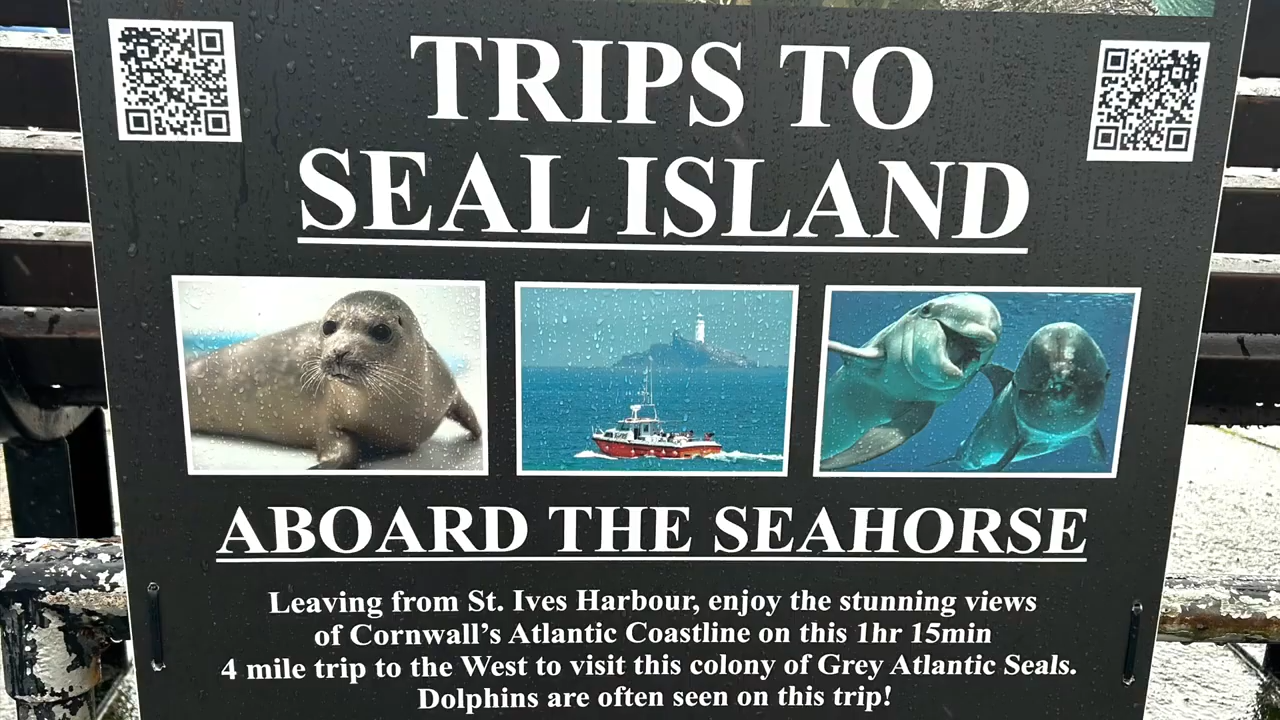 TRIPS TO
SEAL ISLAND
ABOARD THE SEAHORSE
Leaving from St. Ives Harbour, enjoy the stunning views
of Cornwall's Atlantic Coastline on this 1hr 15min
4 mile trip to the West to visit this colony of Grey Atlantic Seals.
Dolphins are often seen on this trip!